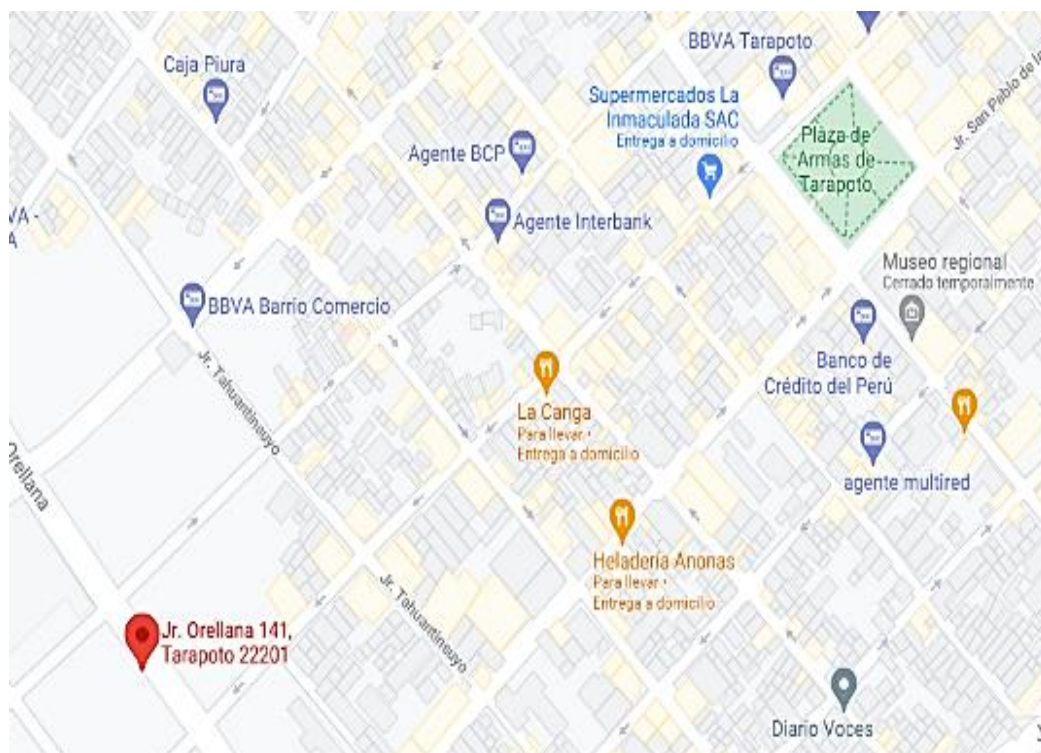 BBVA Tarapoto
Caja Piura
Supermercados La
Inmaculada SAC
Entrega a domicilio
Plaza de
Armas de
Tarapoto
Jr. San Pablo de la
Agente BCP
VA -
A
Agente Interbank
Museo regional
Cerrado temporalmente
BBVA Barrio Comercio
Jr. Tahuantinsuyo
Banco de
Crédito del Perú
La Canga
Para llevar •
Entrega a domicilio
Orellana
agente multired
Heladería Anonas
Para llevar •
Entrega a domicilio
Jr. Tahuantinsuyo
Jr. Orellana 141,
Tarapoto 22201
Diario Voces